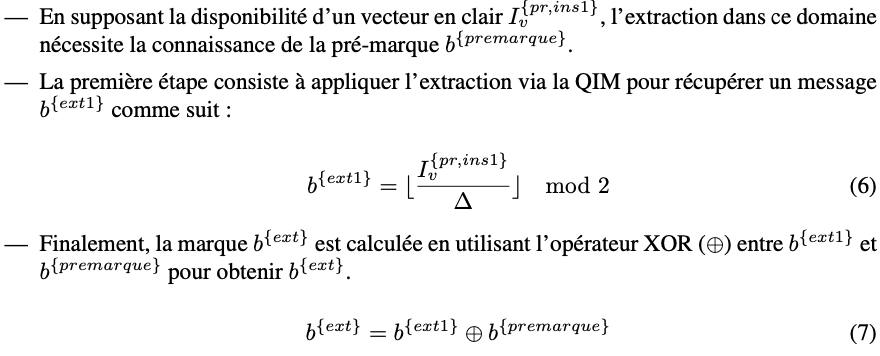 — En supposant la disponibilité d’un vecteur en clair $I_v^{\{pr,ins1\}}$, l’extraction dans ce domaine
nécessite la connaissance de la pré-marque $b^{\{premarque\}}$.
— La première étape consiste à appliquer l’extraction via la QIM pour récupérer un message
$b^{\{ext1\}}$ comme suit :
$b^{\{ext1\}} = \lfloor \frac{I_v^{\{pr,ins1\}}}{\Delta} \rfloor \mod 2$ (6)
— Finalement, la marque $b^{\{ext\}}$ est calculée en utilisant l’opérateur XOR ($\oplus$) entre $b^{\{ext1\}}$ et
$b^{\{premarque\}}$ pour obtenir $b^{\{ext\}}$.
$b^{\{ext\}} = b^{\{ext1\}} \oplus b^{\{premarque\}}$ (7)